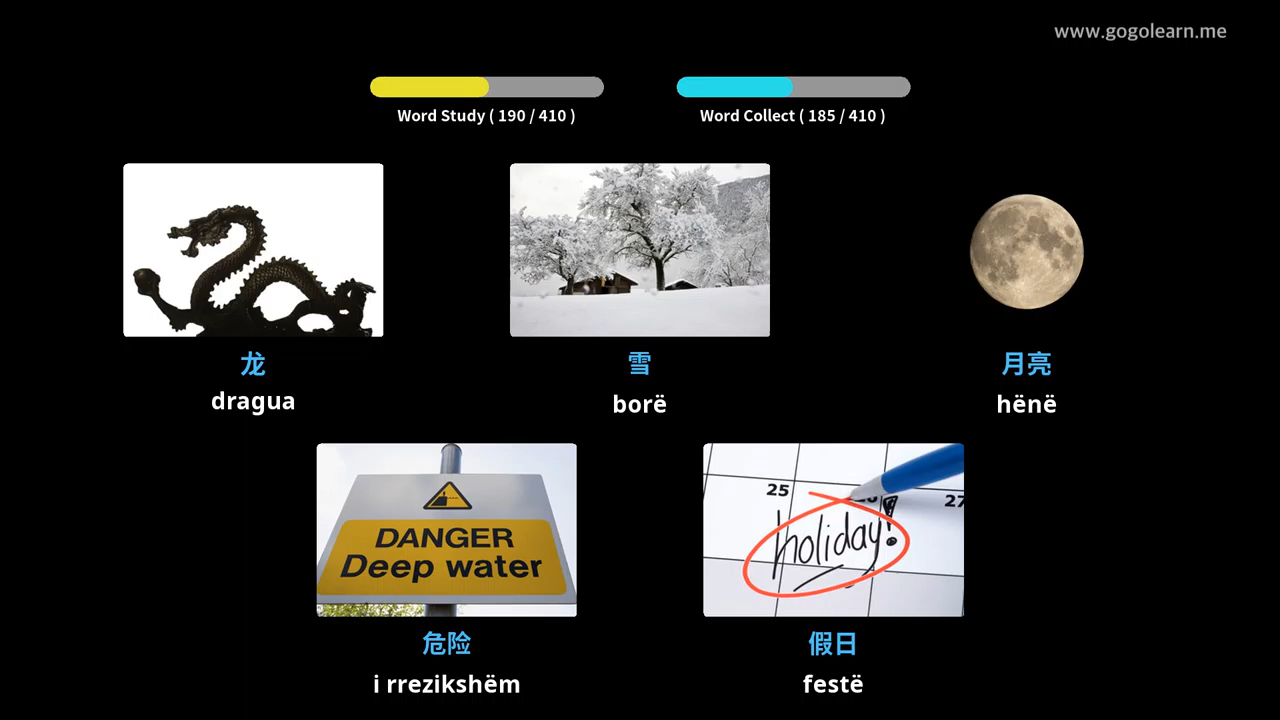 www.gogolearn.me
Word Study ( 190 / 410 )
Word Collect ( 185 / 410 )
龙
dragua
雪
borë
月亮
hënë
DANGER
Deep water
危险
i rrezikshëm
25
27
holiday!
假日
festë